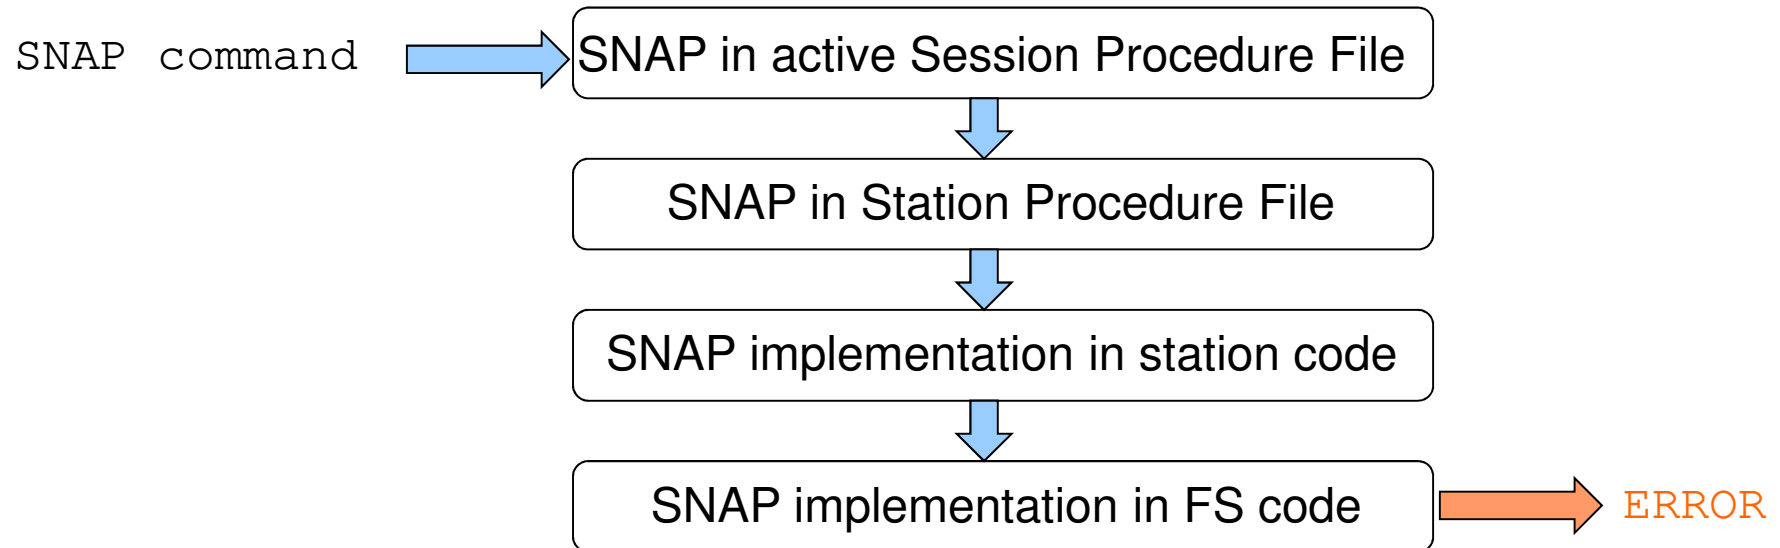 SNAP command
SNAP in active Session Procedure File
SNAP in Station Procedure File
SNAP implementation in station code
SNAP implementation in FS code
ERROR